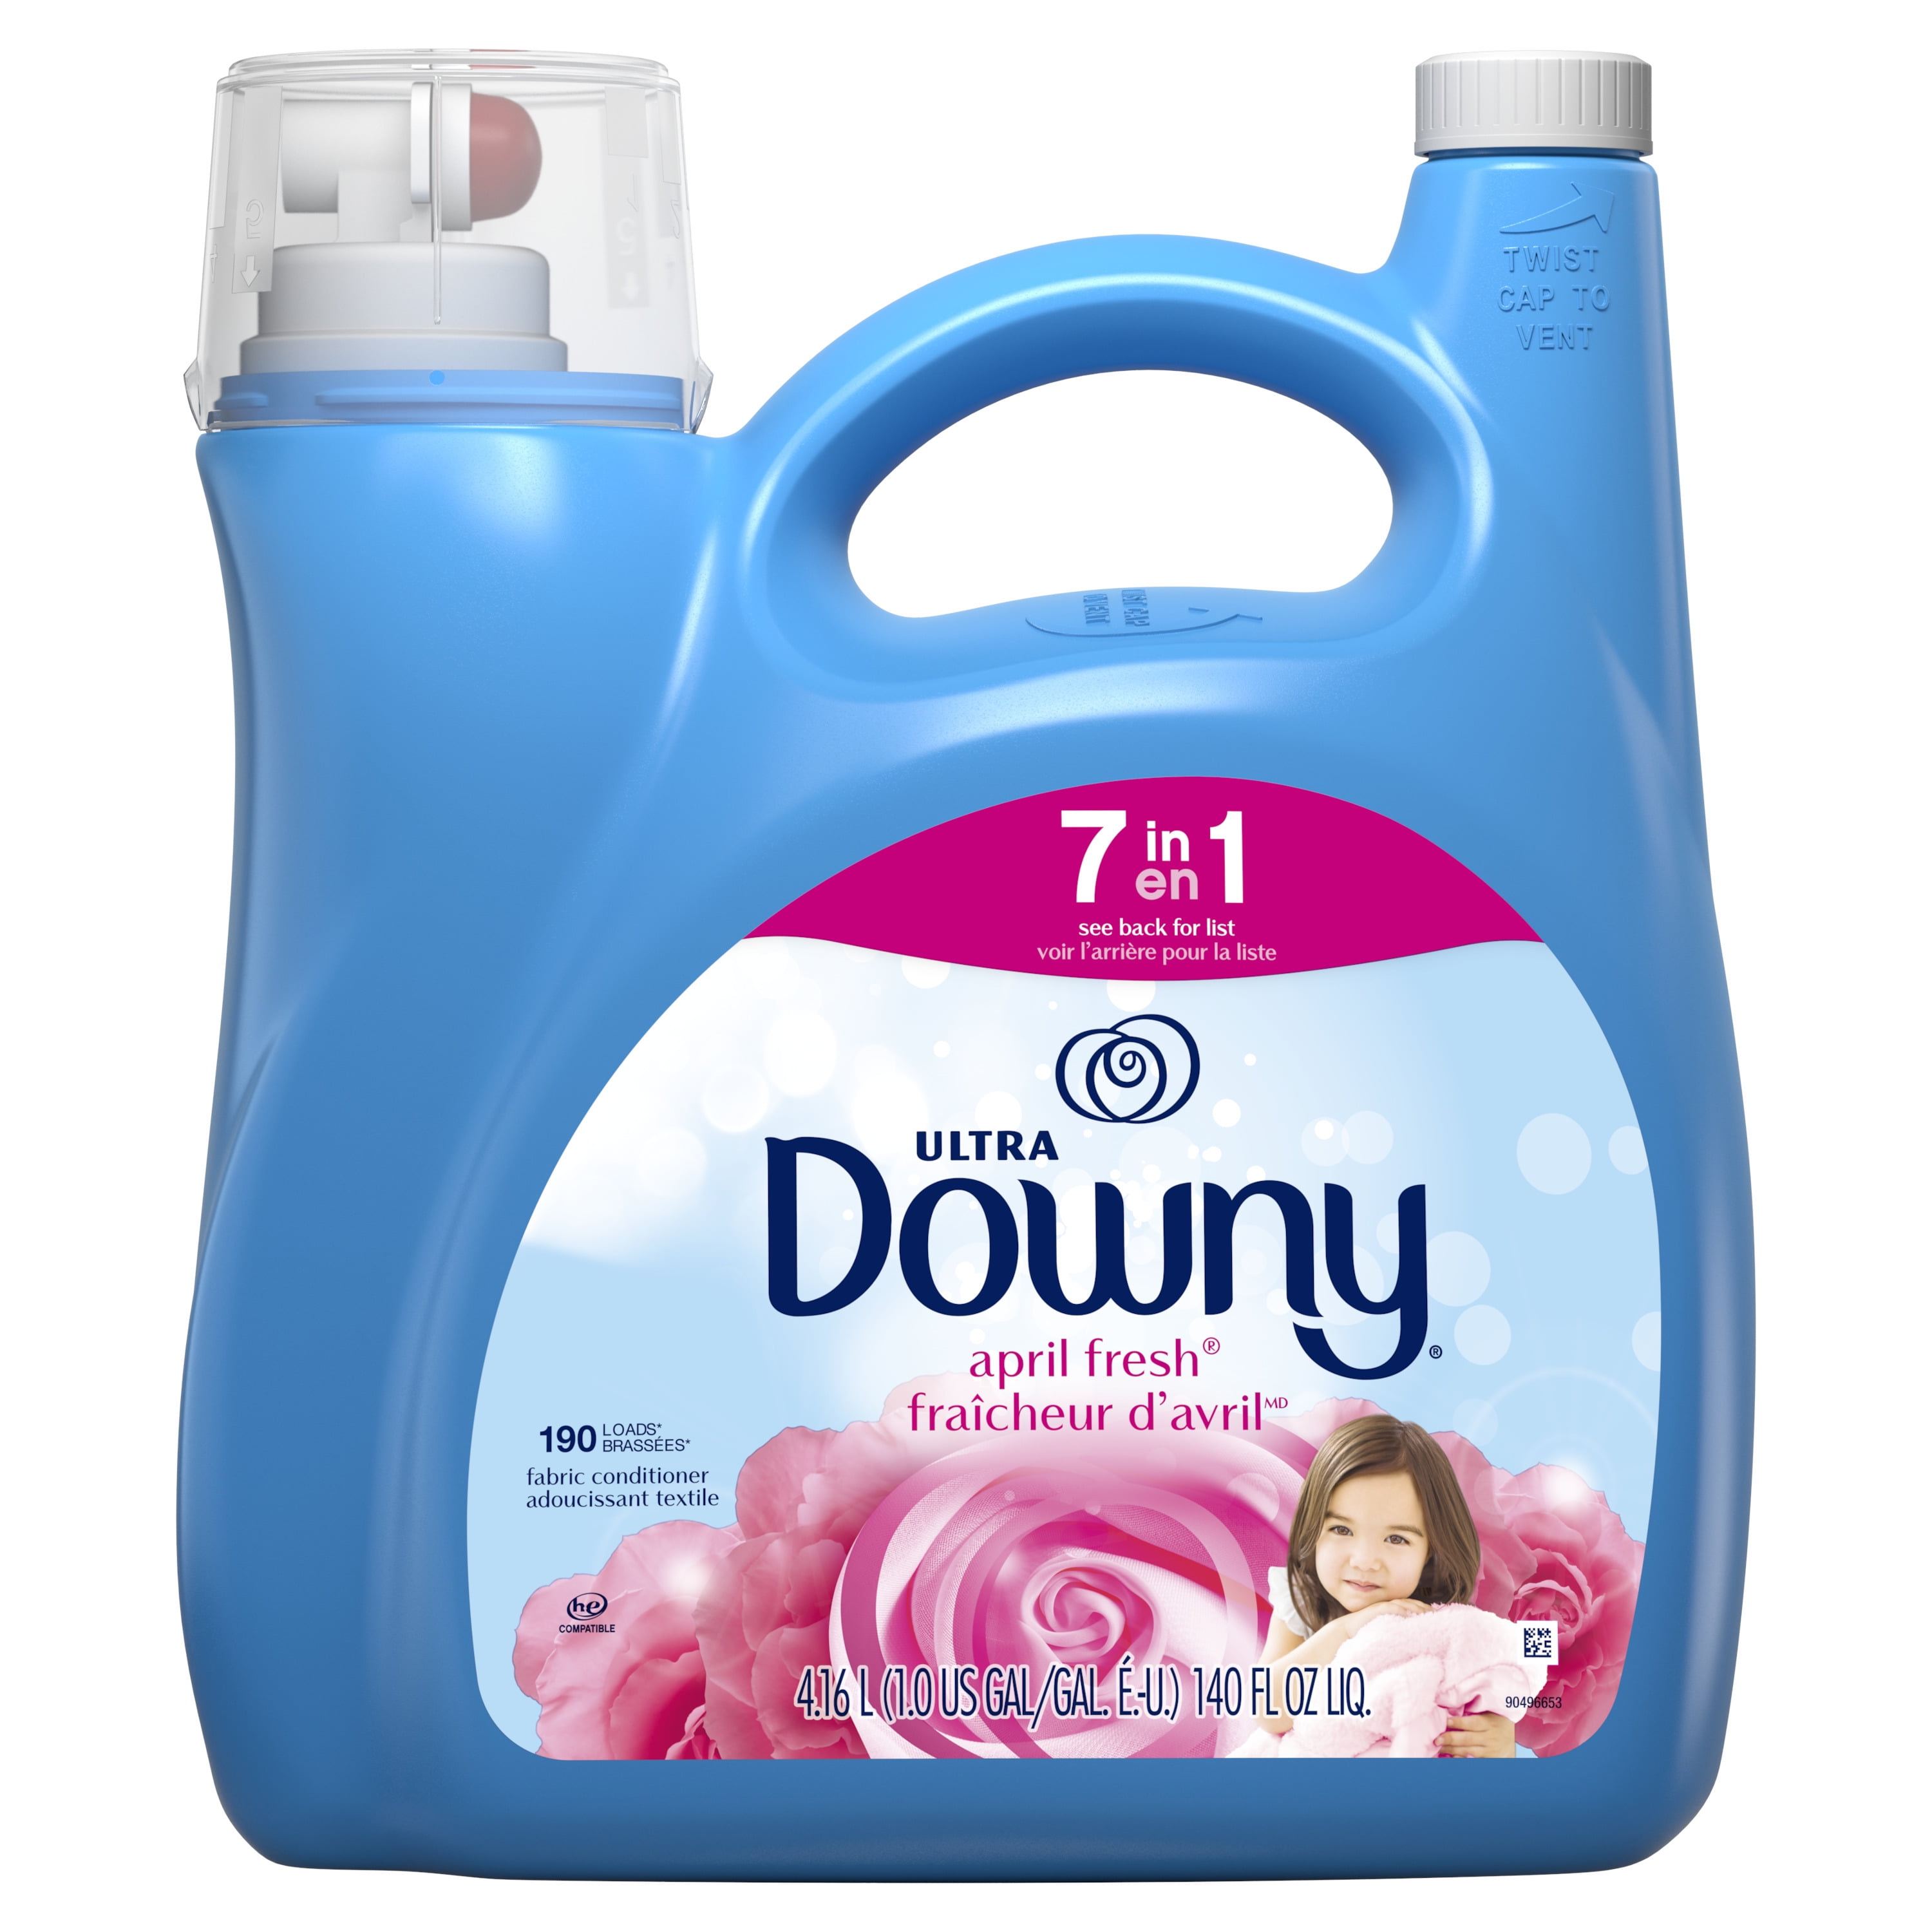 TWIST
CAP TO
VENT
7 in 1
en
see back for list
voir l'arrière pour la liste
ULTRA
Downy®
april fresh®
fraîcheur d'avril MD
190 LOADS*
BRASSÉES*
fabric conditioner
adoucissant textile
he
COMPATIBLE
4.16 L (1.0 US GAL/GAL. É.-U.) 140 FL OZ LIQ.
90496653